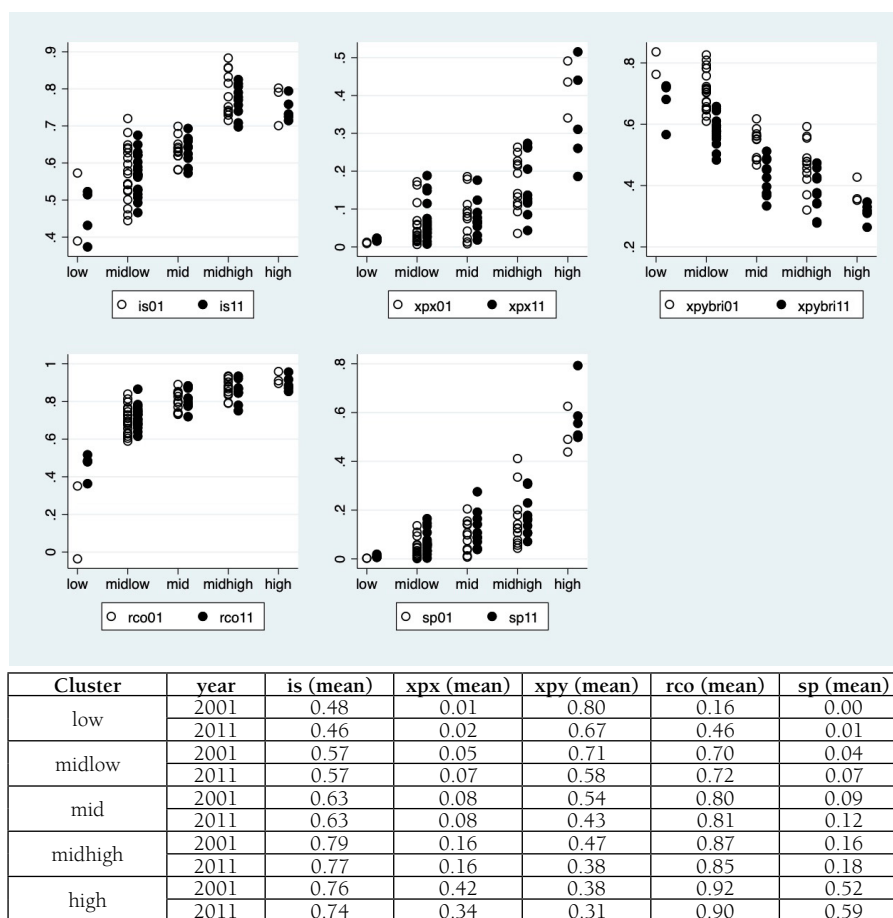 .9
.8
.7
.6
.5
.4
low midlow mid midhigh high
is01 is11
.5
.4
.3
.2
.1
0
low midlow mid midhigh high
xpx01 xpx11
.8
.6
.4
.2
low midlow mid midhigh high
xpybri01 xpybri11
1
.8
.6
.4
.2
0
low midlow mid midhigh high
rco01 rco11
.8
.6
.4
.2
0
low midlow mid midhigh high
sp01 sp11
Cluster year is (mean) xpx (mean) xpy (mean) rco (mean) sp (mean)
low 2001 0.48 0.01 0.80 0.16 0.00
2011 0.46 0.02 0.67 0.46 0.01
midlow 2001 0.57 0.05 0.71 0.70 0.04
2011 0.57 0.07 0.58 0.72 0.07
mid 2001 0.63 0.08 0.54 0.80 0.09
2011 0.63 0.08 0.43 0.81 0.12
midhigh 2001 0.79 0.16 0.47 0.87 0.16
2011 0.77 0.16 0.38 0.85 0.18
high 2001 0.76 0.42 0.38 0.92 0.52
2011 0.74 0.34 0.31 0.90 0.59